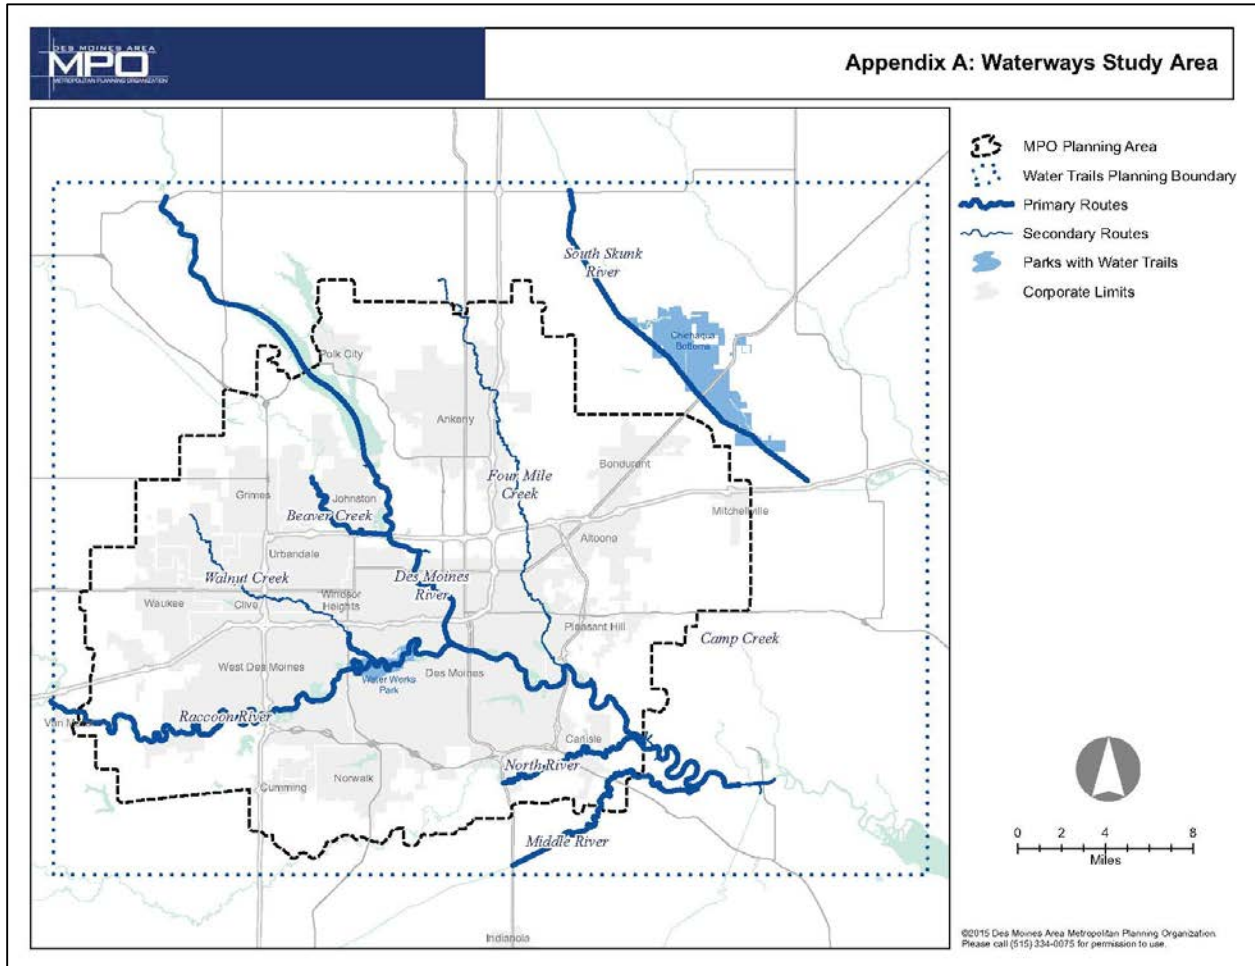 DES MOINES AREA
MPO
METROPOLITAN PLANNING ORGANIZATION
Appendix A: Waterways Study Area
MPO Planning Area
Water Trails Planning Boundary
Primary Routes
Secondary Routes
Parks with Water Trails
Corporate Limits
South Skunk
River
Chichaqua
Bottoms
Polk City
Ankeny
Bondurant
Four Mile
Creek
Grimes
Johnston
Beaver Creek
Mitchellville
Altoona
Urbandale
Walnut Creek
Des Moines
River
Waukee
Clive
Windsor
Heights
Pleasant Hill
Camp Creek
West Des Moines
Water Works
Park
Des Moines
Raccoon River
Van Meter
Carlisle
North River
Norwalk
Cumming
Middle River
Indianola
0 2 4 8
Miles
©2015 Des Moines Area Metropolitan Planning Organization.
Please call (515) 334-0075 for permission to use.